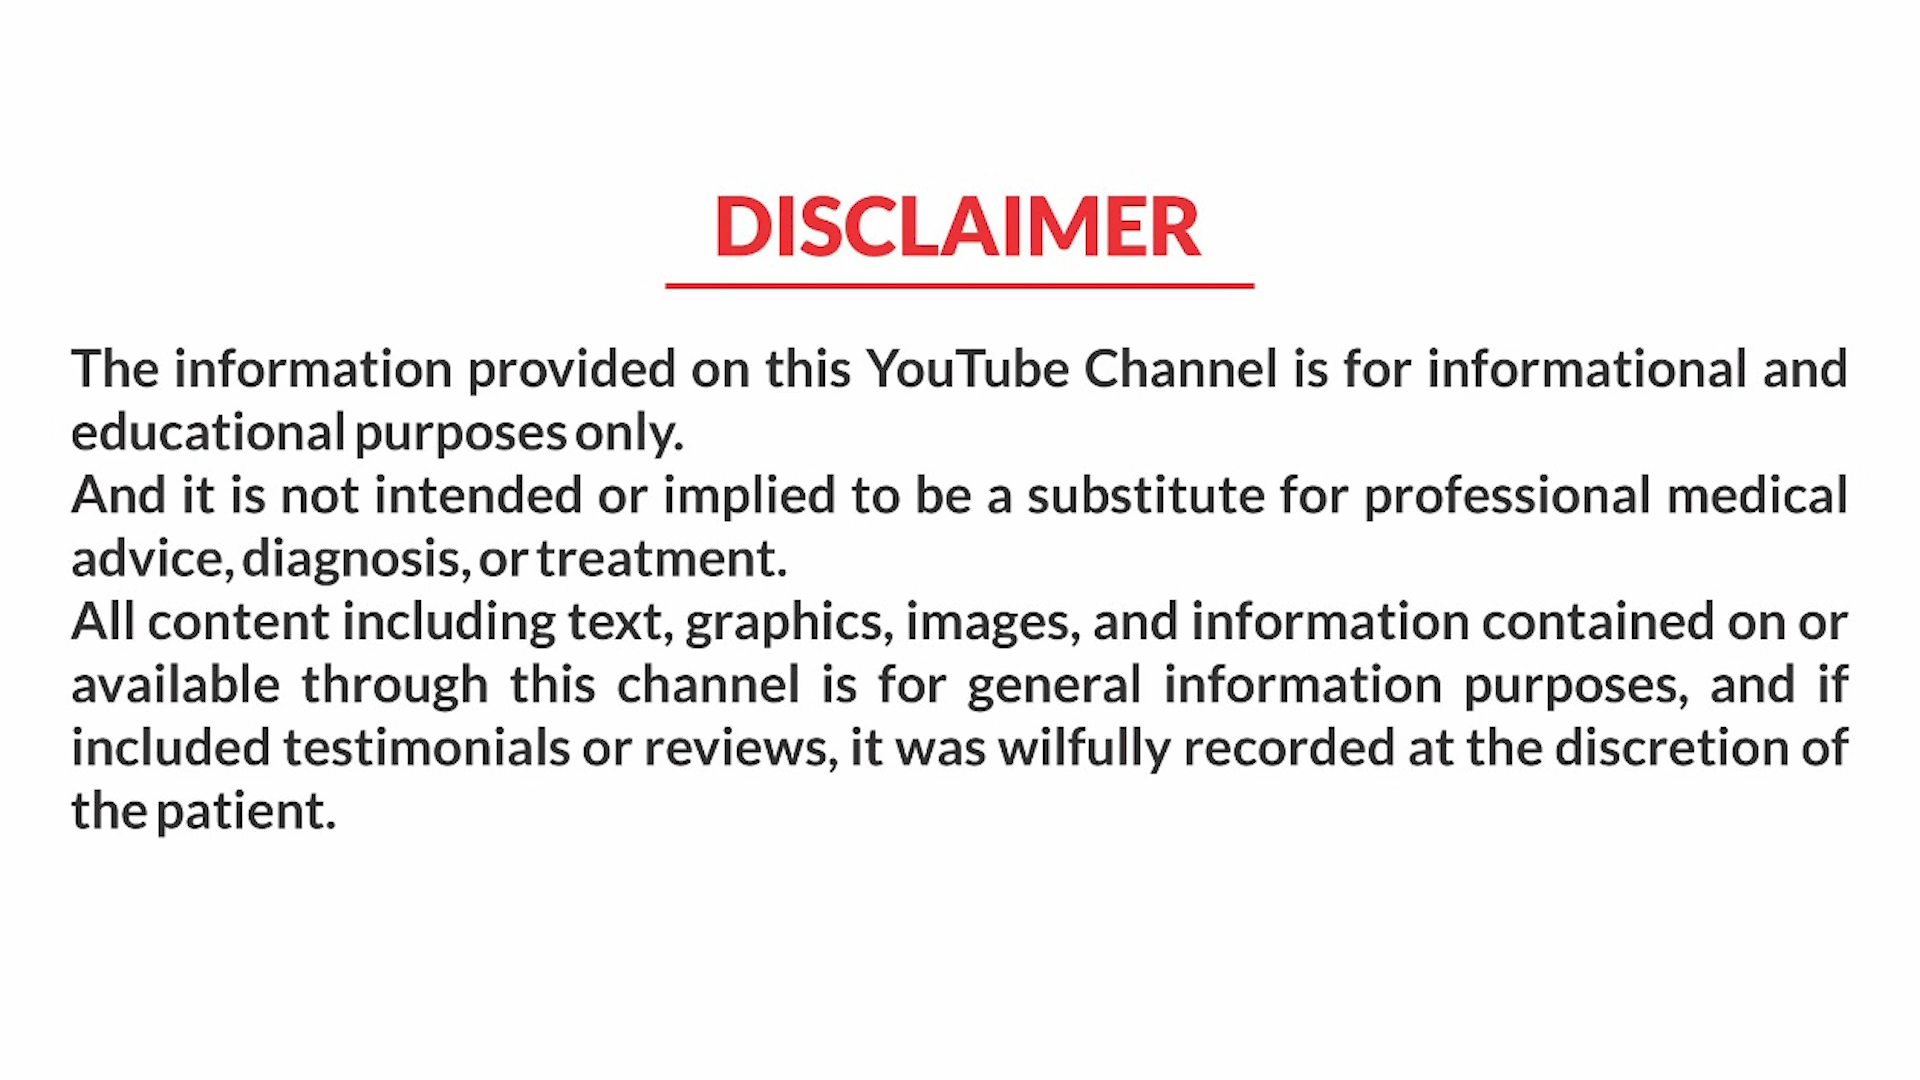 DISCLAIMER
The information provided on this YouTube Channel is for informational and
educational purposes only.
And it is not intended or implied to be a substitute for professional medical
advice, diagnosis, or treatment.
All content including text, graphics, images, and information contained on or
available through this channel is for general information purposes, and if
included testimonials or reviews, it was wilfully recorded at the discretion of
the patient.